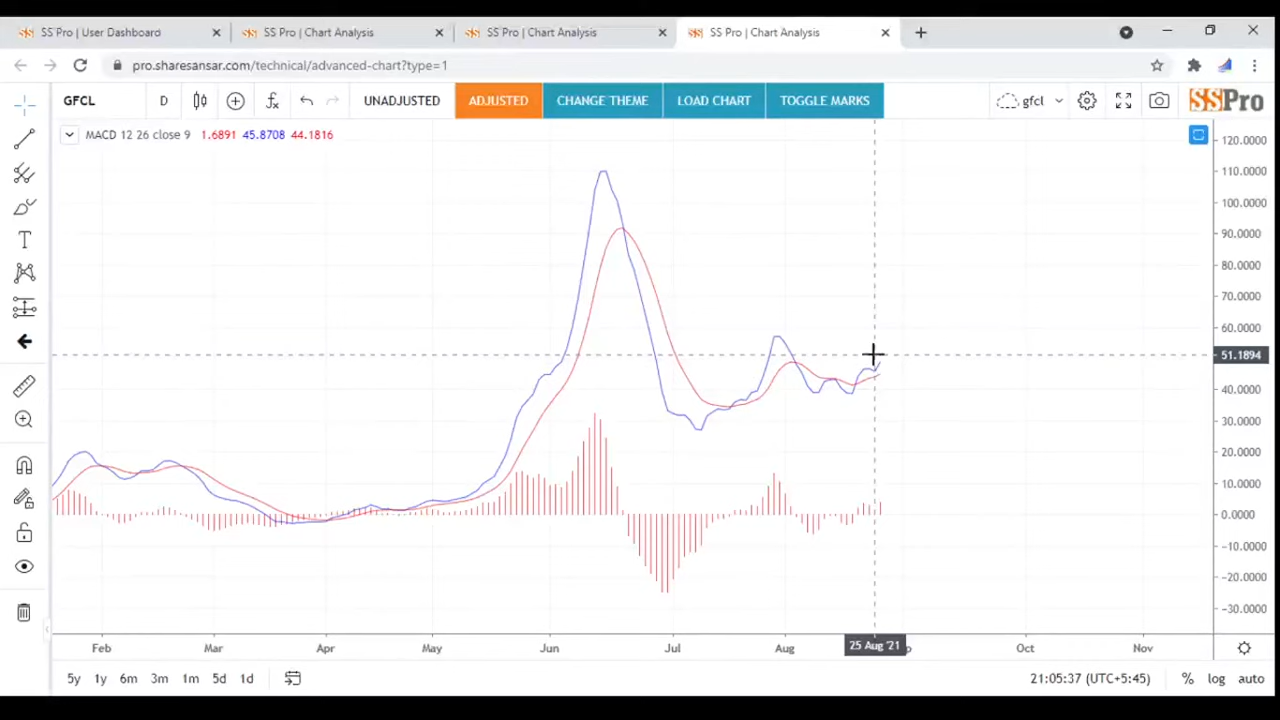 SS Pro | User Dashboard
SS Pro | Chart Analysis
SS Pro | Chart Analysis
SS Pro | Chart Analysis
pro.sharesansar.com/technical/advanced-chart?type=1
GFCL
D
UNADJUSTED
ADJUSTED
CHANGE THEME
LOAD CHART
TOGGLE MARKS
gfcl
SSPro
MACD 12 26 close 9 1.6891 45.8708 44.1816
120.0000
110.0000
100.0000
90.0000
80.0000
70.0000
60.0000
51.1894
40.0000
30.0000
20.0000
10.0000
0.0000
-10.0000
-20.0000
-30.0000
Feb Mar Apr May Jun Jul Aug 25 Aug '21 Oct Nov
5y 1y 6m 3m 1m 5d 1d
21:05:37 (UTC+5:45) % log auto